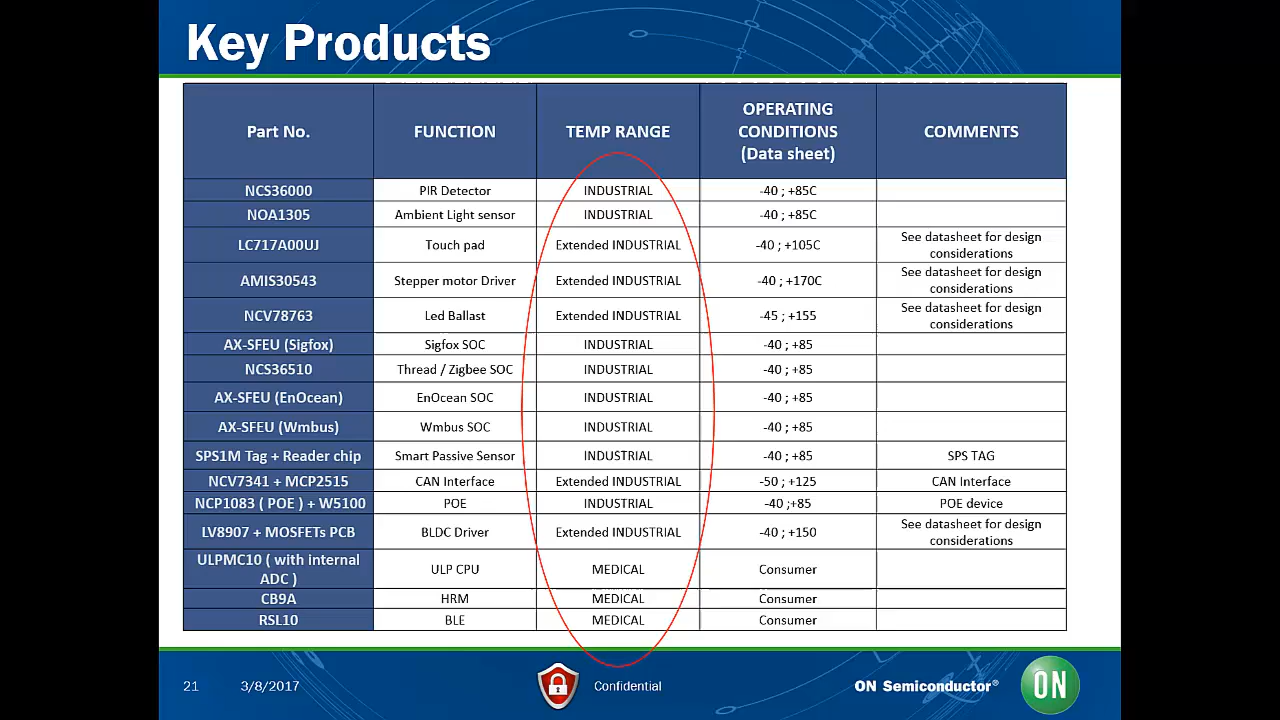 Key Products
Part No. FUNCTION TEMP RANGE OPERATING CONDITIONS (Data sheet) COMMENTS
NCS36000 PIR Detector INDUSTRIAL -40 ; +85C
NOA1305 Ambient Light sensor INDUSTRIAL -40 ; +85C
LC717A00UJ Touch pad Extended INDUSTRIAL -40 ; +105C See datasheet for design considerations
AMIS30543 Stepper motor Driver Extended INDUSTRIAL -40 ; +170C See datasheet for design considerations
NCV78763 Led Ballast Extended INDUSTRIAL -45 ; +155 See datasheet for design considerations
AX-SFEU (Sigfox) Sigfox SOC INDUSTRIAL -40 ; +85
NCS36510 Thread / Zigbee SOC INDUSTRIAL -40 ; +85
AX-SFEU (EnOcean) EnOcean SOC INDUSTRIAL -40 ; +85
AX-SFEU (Wmbus) Wmbus SOC INDUSTRIAL -40 ; +85
SPS1M Tag + Reader chip Smart Passive Sensor INDUSTRIAL -40 ; +85 SPS TAG
NCV7341 + MCP2515 CAN Interface Extended INDUSTRIAL -50 ; +125 CAN Interface
NCP1083 ( POE ) + W5100 POE INDUSTRIAL -40 ;+85 POE device
LV8907 + MOSFETs PCB BLDC Driver Extended INDUSTRIAL -40 ; +150 See datasheet for design considerations
ULPMC10 ( with internal ADC ) ULP CPU MEDICAL Consumer
CB9A HRM MEDICAL Consumer
RSL10 BLE MEDICAL Consumer
21 3/8/2017 Confidential ON Semiconductor® ON